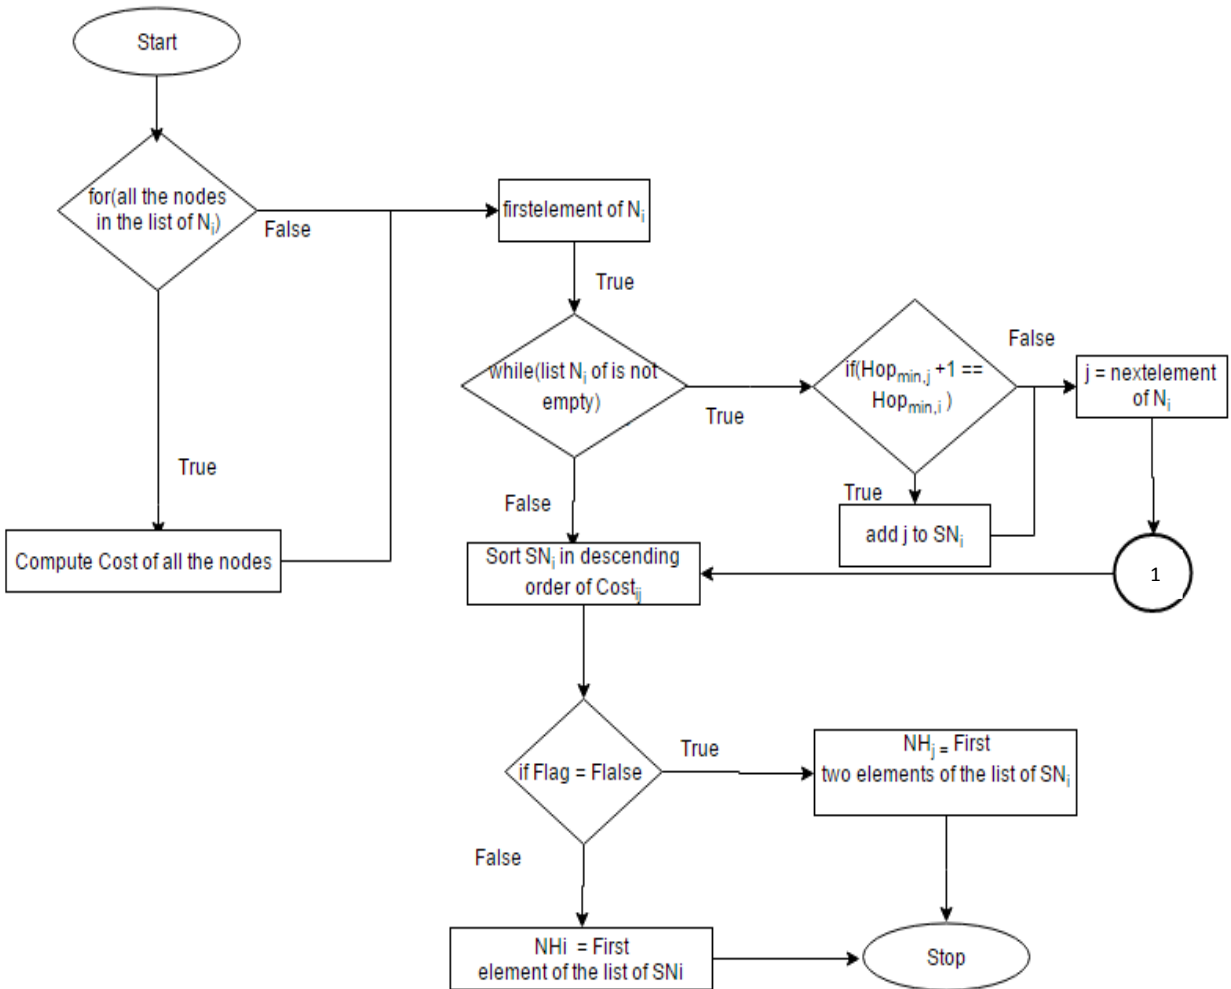 Start
for(all the nodes
in the list of Ni)
False
firstelement of Ni
True
True
Compute Cost of all the nodes
while(list Ni of is not
empty)
True
False
if(Hopmin,j +1 ==
Hopmin,i )
False
True
add j to SNi
j = nextelement
of Ni
1
Sort SNi in descending
order of Costij
if Flag = Flalse
True
NHj = First
two elements of the list of SNi
False
NHi = First
element of the list of SNi
Stop